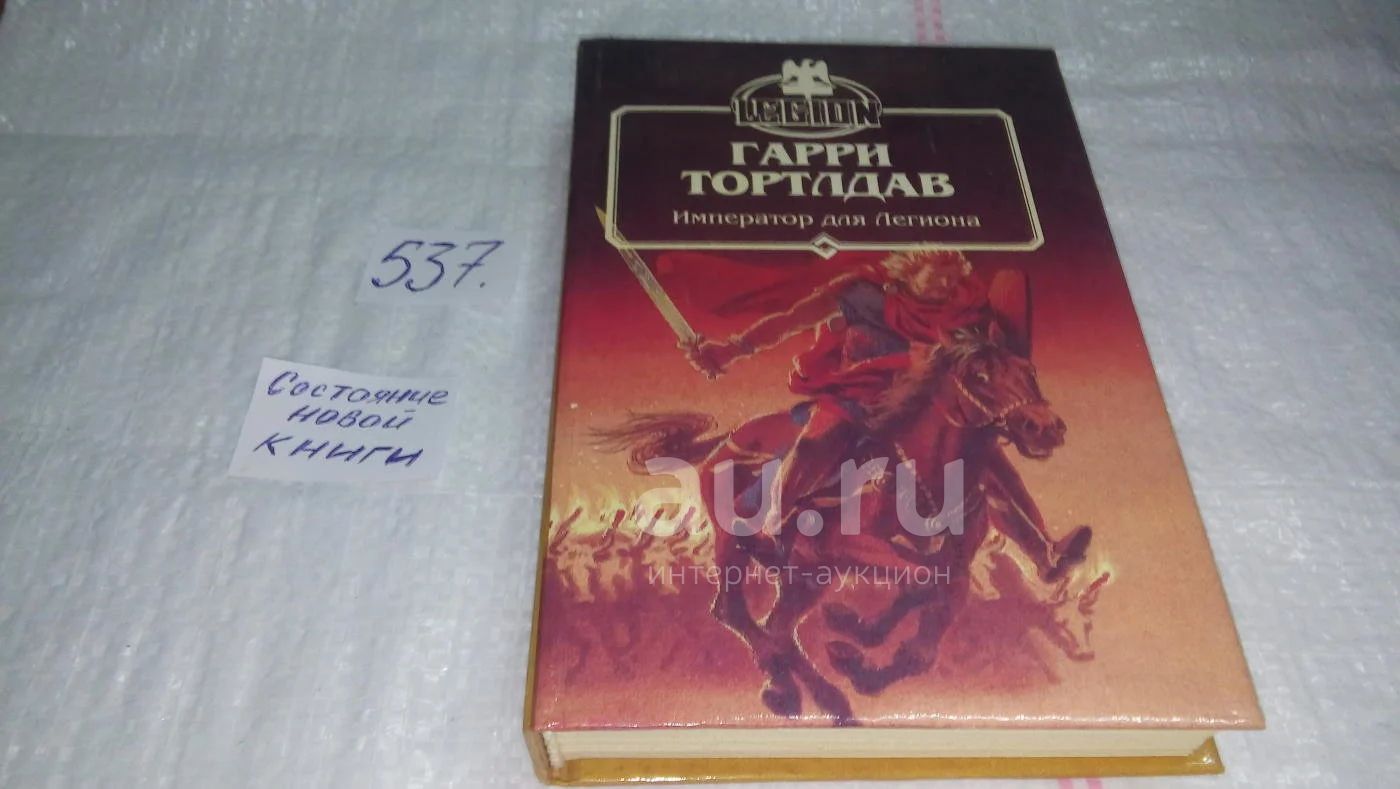 LEGION
ГАРРИ
ТОРТЛДАВ
Император для Легиона
537.
Состояние
новой
книги
au.ru
интернет-аукцион